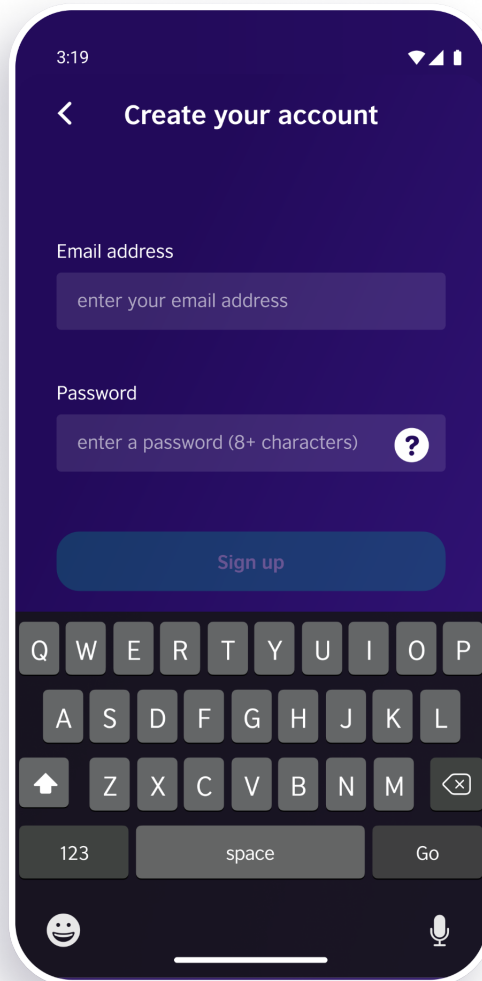 3:19
Create your account
Email address
enter your email address
Password
enter a password (8+ characters)
?
Sign up
Q W E R T Y U I O P
A S D F G H J K L
Z X C V B N M
123 space Go